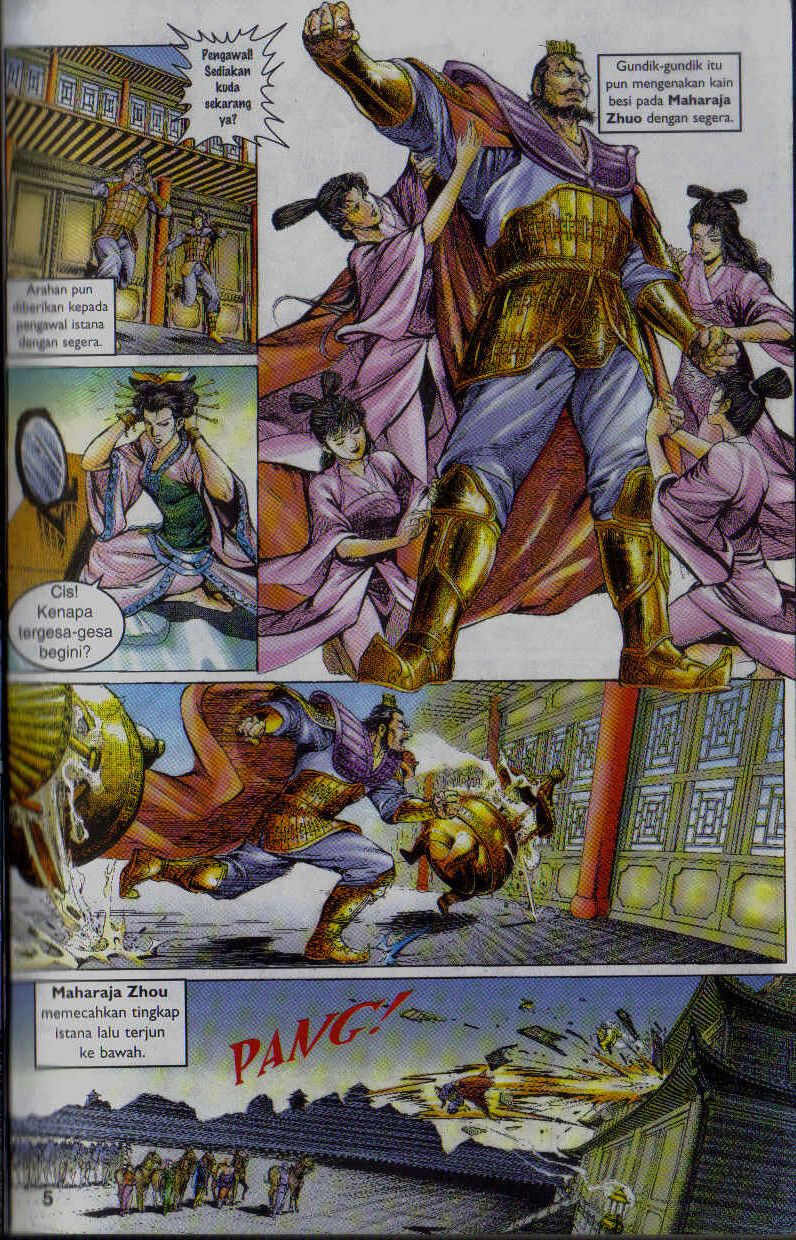 Pengawal!
Sediakan
kuda
sekarang
ya?
Gundik-gundik itu
pun mengenakan kain
besi pada Maharaja
Zhuo dengan segera.
Arahan pun
diberikan kepada
pengawal istana
dengan segera.
Cis!
Kenapa
tergesa-gesa
begini?
Maharaja Zhou
memecahkan tingkap
istana lalu terjun
ke bawah.
PANG!
5